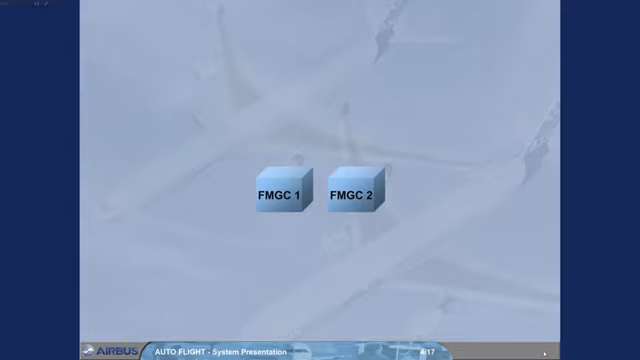 FMGC 1
FMGC 2
AIRBUS
AUTO FLIGHT - System Presentation
4/17